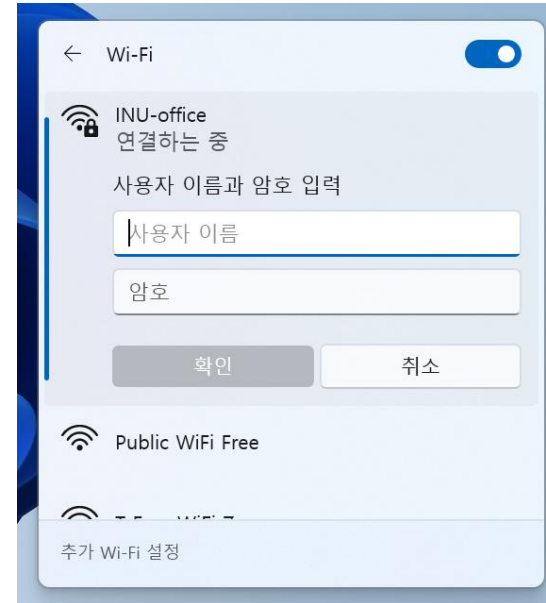 Wi-Fi
INU-office
연결하는 중
사용자 이름과 암호 입력
사용자 이름
암호
확인 취소
Public WiFi Free
추가 Wi-Fi 설정